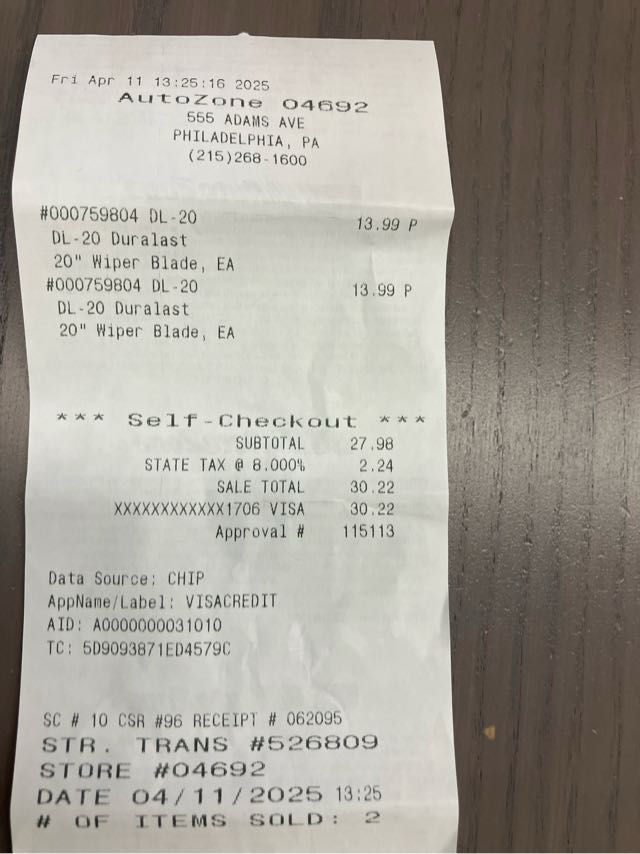 Fri Apr 11 13:25:16 2025
AutoZone 04692
555 ADAMS AVE
PHILADELPHIA, PA
(215)268-1600
#000759804 DL-20 13.99 P
DL-20 Duralast
20" Wiper Blade, EA
#000759804 DL-20 13.99 P
DL-20 Duralast
20" Wiper Blade, EA
*** Self-Checkout ***
SUBTOTAL 27.98
STATE TAX @ 8.000% 2.24
SALE TOTAL 30.22
XXXXXXXXXXXX1706 VISA 30.22
Approval # 115113
Data Source: CHIP
AppName/Label: VISACREDIT
AID: A0000000031010
TC: 5D9093871ED4579C
SC # 10 CSR #96 RECEIPT # 062095
STR. TRANS #526809
STORE #04692
DATE 04/11/2025 13:25
# OF ITEMS SOLD: 2